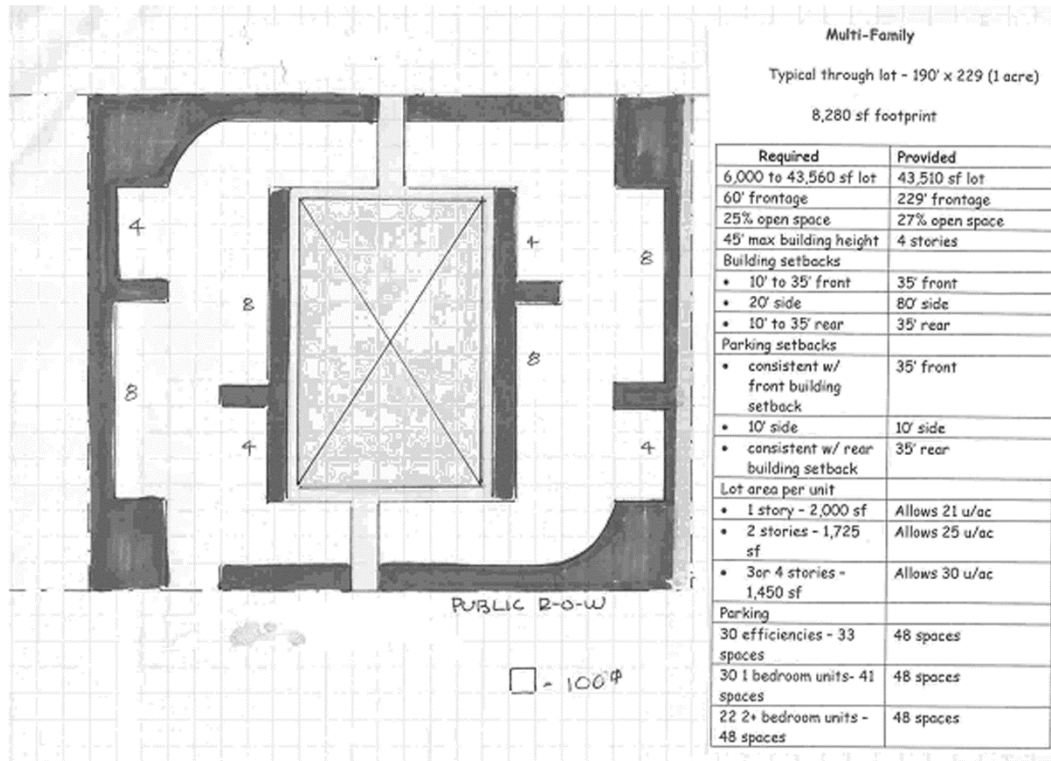 Multi-Family
Typical through lot - 190' x 229 (1 acre)
8,280 sf footprint
Required Provided
6,000 to 43,560 sf lot 43,510 sf lot
60' frontage 229' frontage
25% open space 27% open space
45' max building height 4 stories
Building setbacks
• 10' to 35' front 35' front
• 20' side 80' side
• 10' to 35' rear 35' rear
Parking setbacks
• consistent w/ 35' front
front building
setback
• 10' side 10' side
• consistent w/ rear 35' rear
building setback
Lot area per unit
• 1 story - 2,000 sf Allows 21 u/ac
• 2 stories - 1,725 Allows 25 u/ac
sf
• 3or 4 stories - Allows 30 u/ac
1,450 sf
Parking
30 efficiencies - 33 48 spaces
spaces
30 1 bedroom units- 41 48 spaces
spaces
22 2+ bedroom units - 48 spaces
48 spaces
4
4
8
8
8
8
4
4
PUBLIC R-O-W
- 100⌀